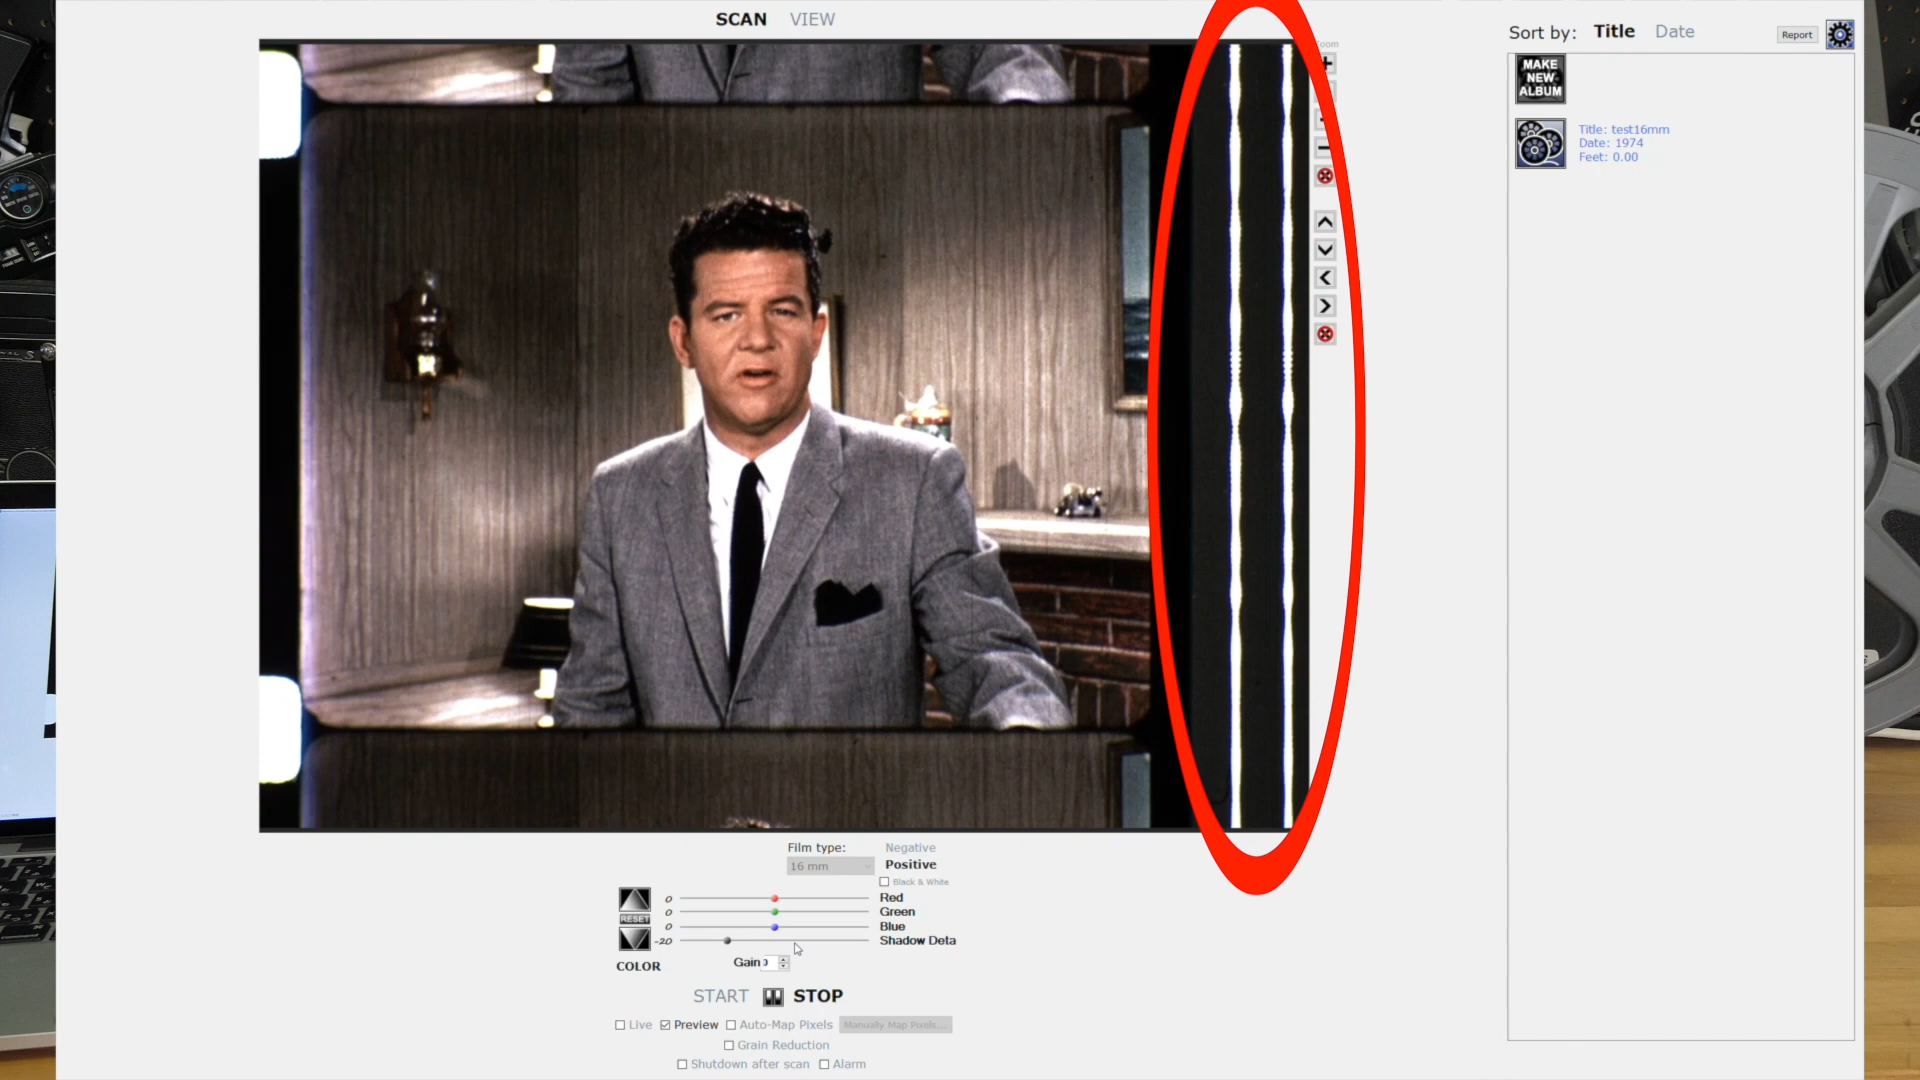 SCAN VIEW
Sort by: Title Date
Report
MAKE
NEW
ALBUM
Title: test16mm
Date: 1974
Feet: 0.00
Film type:
16 mm
Negative
Positive
Black & White
0 Red
RESET
0 Green
0 Blue
-20 Shadow Deta
COLOR
Gain
START STOP
Live Preview Auto-Map Pixels Manually Map Pixels...
Grain Reduction
Shutdown after scan Alarm